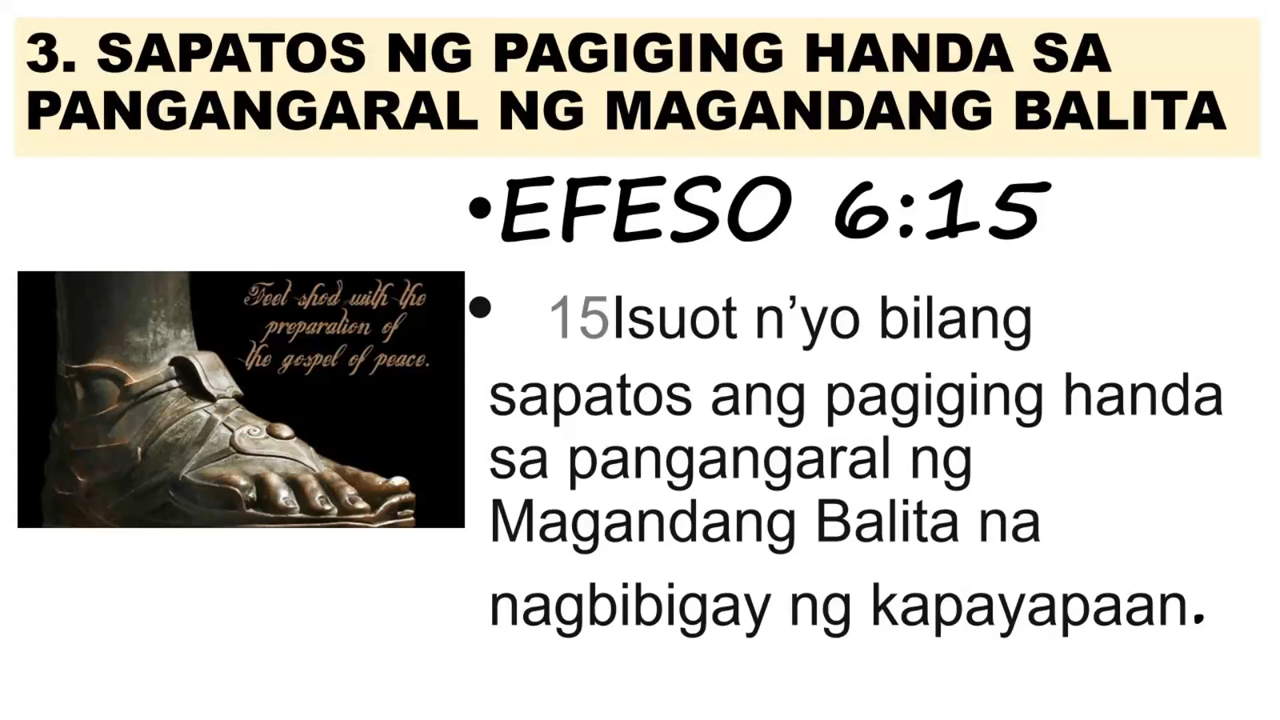 3. SAPATOS NG PAGIGING HANDA SA
PANGANGARAL NG MAGANDANG BALITA
•EFESO 6:15
Feet shod with the
preparation of
the gospel of peace.
• 15Isuot n’yo bilang
sapatos ang pagiging handa
sa pangangaral ng
Magandang Balita na
nagbibigay ng kapayapaan.